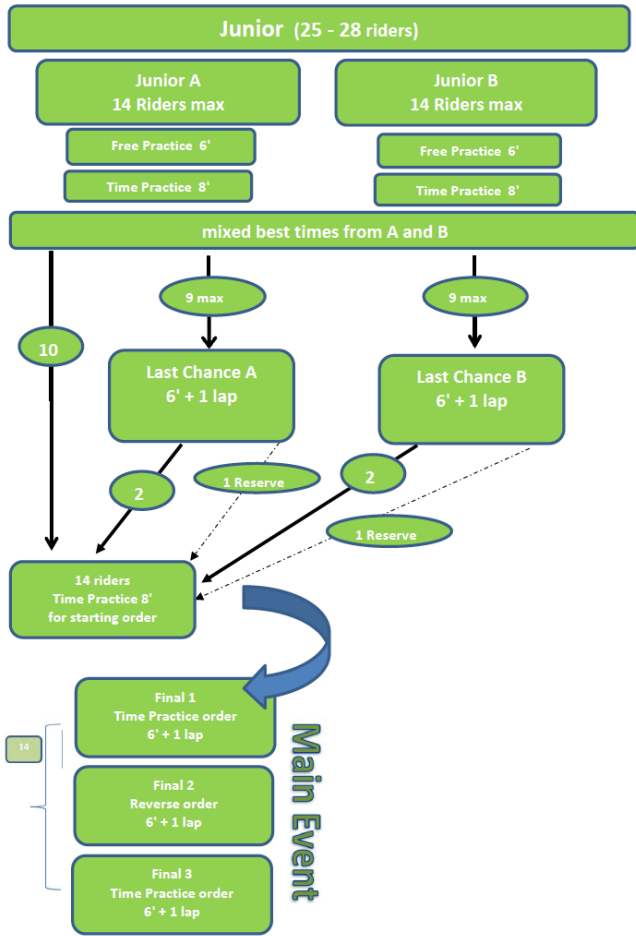 Junior (25 - 28 riders)
Junior A
14 Riders max
Junior B
14 Riders max
Free Practice 6'
Free Practice 6'
Time Practice 8'
Time Practice 8'
mixed best times from A and B
9 max
9 max
10
Last Chance A
6' + 1 lap
Last Chance B
6' + 1 lap
2
1 Reserve
2
1 Reserve
14 riders
Time Practice 8'
for starting order
Final 1
Time Practice order
6' + 1 lap
14
Final 2
Reverse order
6' + 1 lap
Final 3
Time Practice order
6' + 1 lap
Main Event